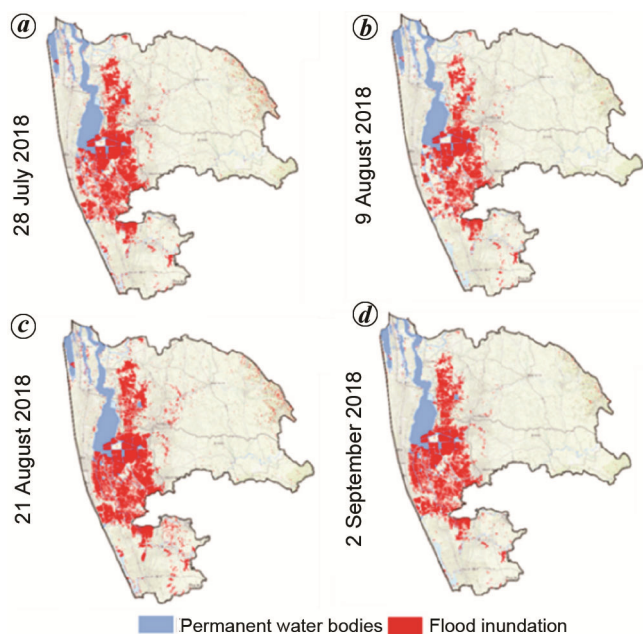 a
b
28 July 2018
9 August 2018
c
d
21 August 2018
2 September 2018
Permanent water bodies
Flood inundation